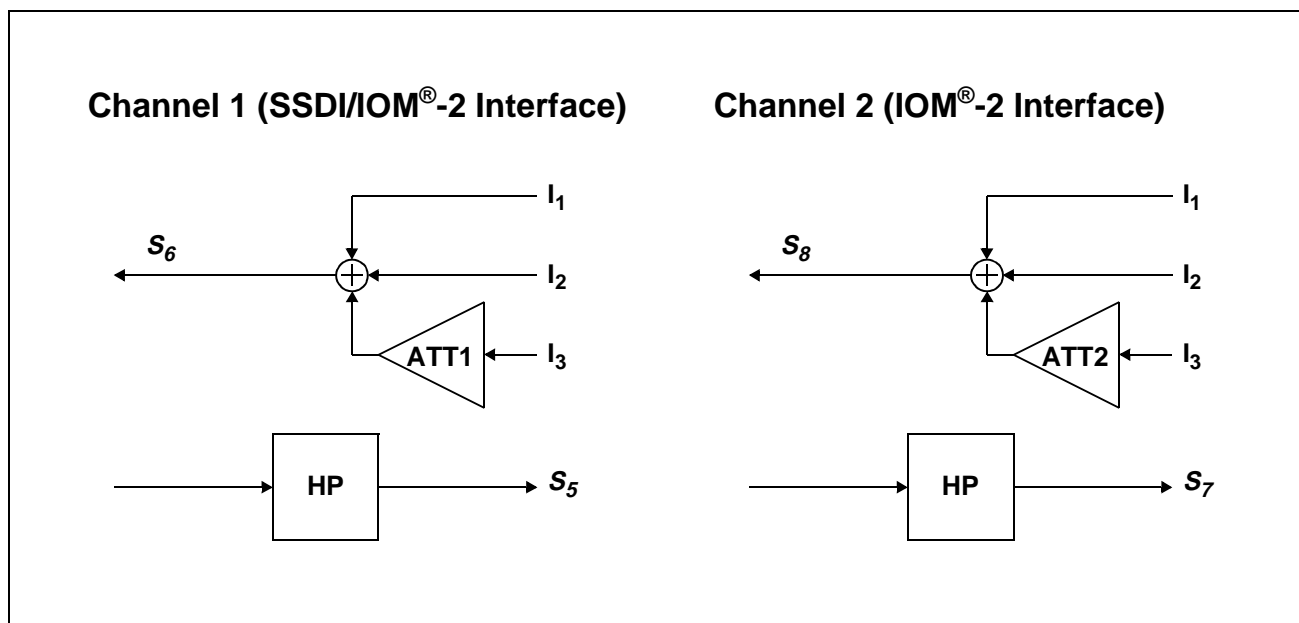 Channel 1 (SSDI/IOM®-2 Interface)
I1
S6
I2
ATT1
I3
HP
S5
Channel 2 (IOM®-2 Interface)
I1
S8
I2
ATT2
I3
HP
S7